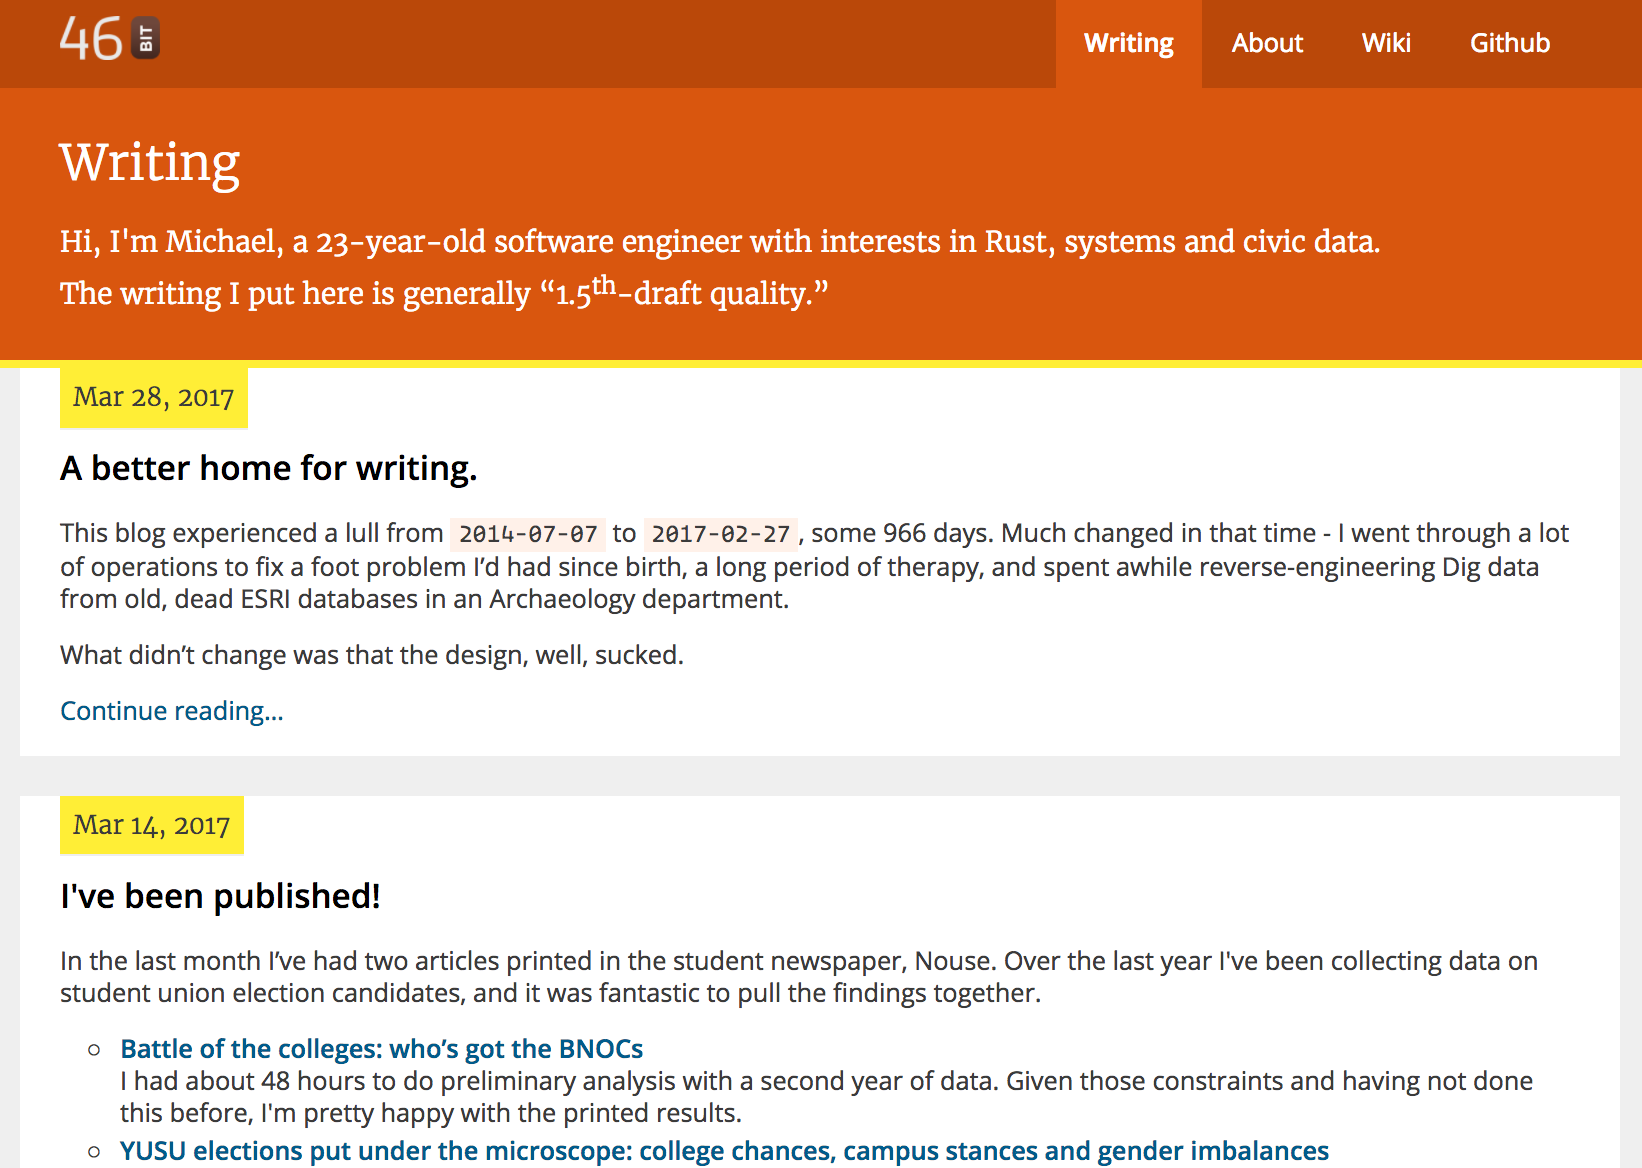 46 BIT
Writing
About
Wiki
Github
Writing
Hi, I'm Michael, a 23-year-old software engineer with interests in Rust, systems and civic data.
The writing I put here is generally “1.5th-draft quality.”
Mar 28, 2017
A better home for writing.
This blog experienced a lull from 2014-07-07 to 2017-02-27, some 966 days. Much changed in that time - I went through a lot
of operations to fix a foot problem I’d had since birth, a long period of therapy, and spent awhile reverse-engineering Dig data
from old, dead ESRI databases in an Archaeology department.
What didn’t change was that the design, well, sucked.
Continue reading...
Mar 14, 2017
I've been published!
In the last month I’ve had two articles printed in the student newspaper, Nouse. Over the last year I've been collecting data on
student union election candidates, and it was fantastic to pull the findings together.
Battle of the colleges: who’s got the BNOCs
I had about 48 hours to do preliminary analysis with a second year of data. Given those constraints and having not done
this before, I'm pretty happy with the printed results.
YUSU elections put under the microscope: college chances, campus stances and gender imbalances